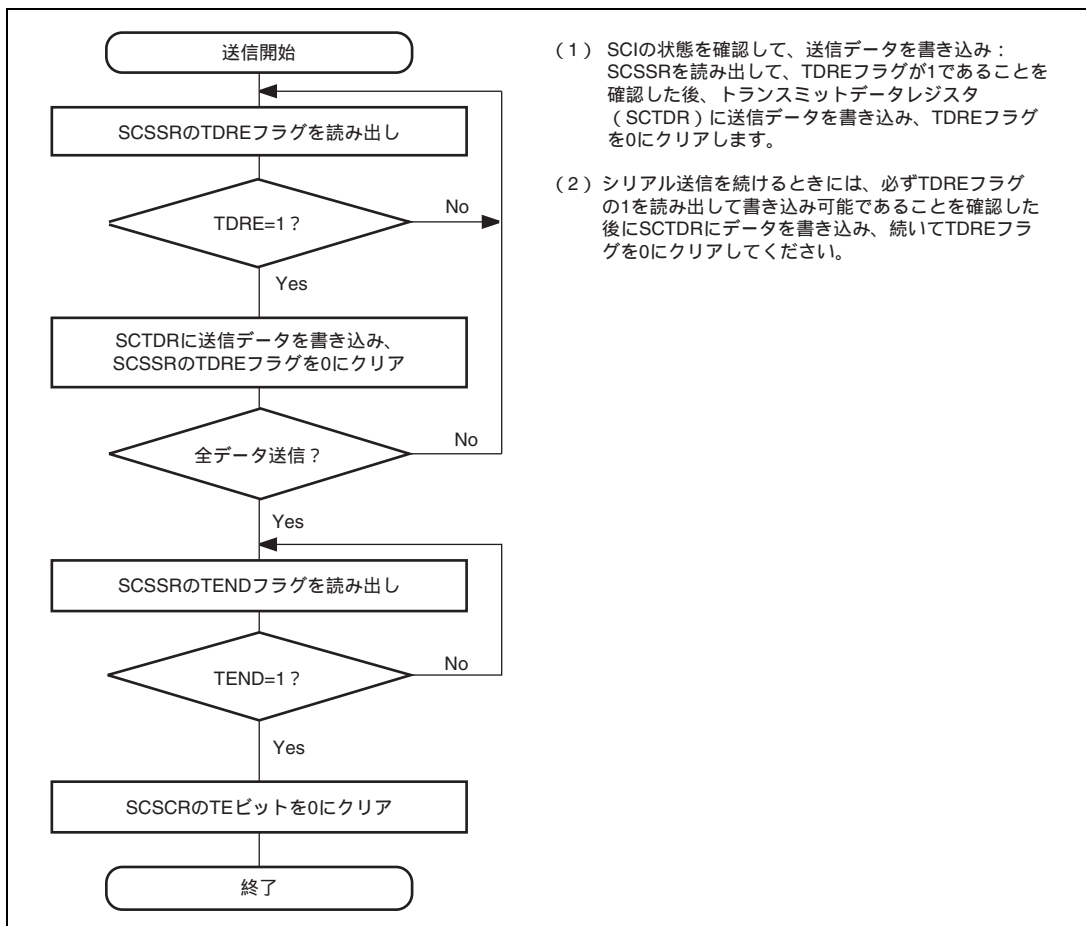 送信開始
SCSSRのTDREフラグを読み出し
TDRE=1？
No
Yes
SCTDRに送信データを書き込み、
SCSSRのTDREフラグを0にクリア
全データ送信？
No
Yes
SCSSRのTENDフラグを読み出し
TEND=1？
No
Yes
SCSCRのTEビットを0にクリア
終了
（1） SCIの状態を確認して、送信データを書き込み：
SCSSRを読み出して、TDREフラグが1であることを
確認した後、トランスミットデータレジスタ
（SCTDR）に送信データを書き込み、TDREフラグ
を0にクリアします。
（2）シリアル送信を続けるときには、必ずTDREフラグ
の1を読み出して書き込み可能であることを確認した
後にSCTDRにデータを書き込み、続いてTDREフラ
グを0にクリアしてください。